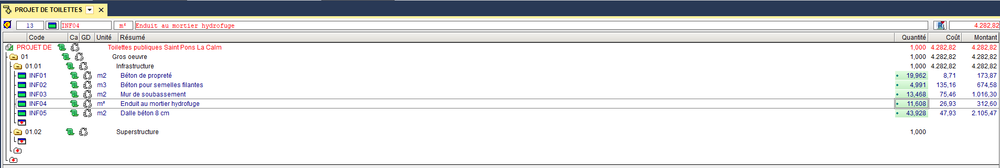 PROJET DE TOILETTES
13 INF04 m² Enduit au mortier hydrofuge 4.282,82
Code Ca GD Unité Résumé Quantité Coût Montant
PROJET DE Toilettes publiques Saint Pons La Calm 1,000 4.282,82 4.282,82
01 Gros oeuvre 1,000 4.282,82 4.282,82
01.01 Infrastructure 1,000 4.282,82 4.282,82
INF01 m2 Béton de propreté 19,962 8,71 173,87
INF02 m3 Béton pour semelles filantes 4,991 135,16 674,58
INF03 m2 Mur de soubassement 13,468 75,46 1.016,30
INF04 m² Enduit au mortier hydrofuge 11,608 26,93 312,60
INF05 m2 Dalle béton 8 cm 43,928 47,93 2.105,47
01.02 Superstructure 1,000